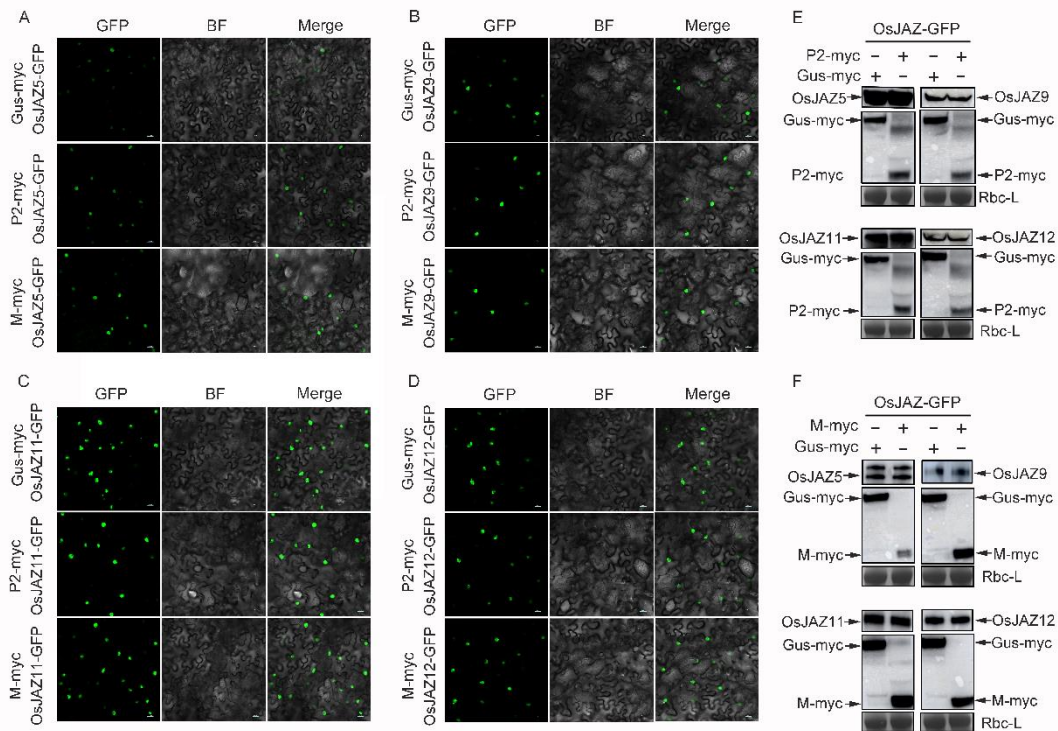 A
GFP BF Merge
Gus-myc
OsJAZ5-GFP
P2-myc
OsJAZ5-GFP
M-myc
OsJAZ5-GFP
B
GFP BF Merge
Gus-myc
OsJAZ9-GFP
P2-myc
OsJAZ9-GFP
M-myc
OsJAZ9-GFP
C
GFP BF Merge
Gus-myc
OsJAZ11-GFP
P2-myc
OsJAZ11-GFP
M-myc
OsJAZ11-GFP
D
GFP BF Merge
Gus-myc
OsJAZ12-GFP
P2-myc
OsJAZ12-GFP
M-myc
OsJAZ12-GFP
E
OsJAZ-GFP
P2-myc − + − +
Gus-myc + − + −
OsJAZ5 OsJAZ9
Gus-myc Gus-myc
P2-myc P2-myc
Rbc-L
OsJAZ11 OsJAZ12
Gus-myc Gus-myc
P2-myc P2-myc
Rbc-L
F
OsJAZ-GFP
M-myc − + − +
Gus-myc + − + −
OsJAZ5 OsJAZ9
Gus-myc Gus-myc
M-myc M-myc
Rbc-L
OsJAZ11 OsJAZ12
Gus-myc Gus-myc
M-myc M-myc
Rbc-L